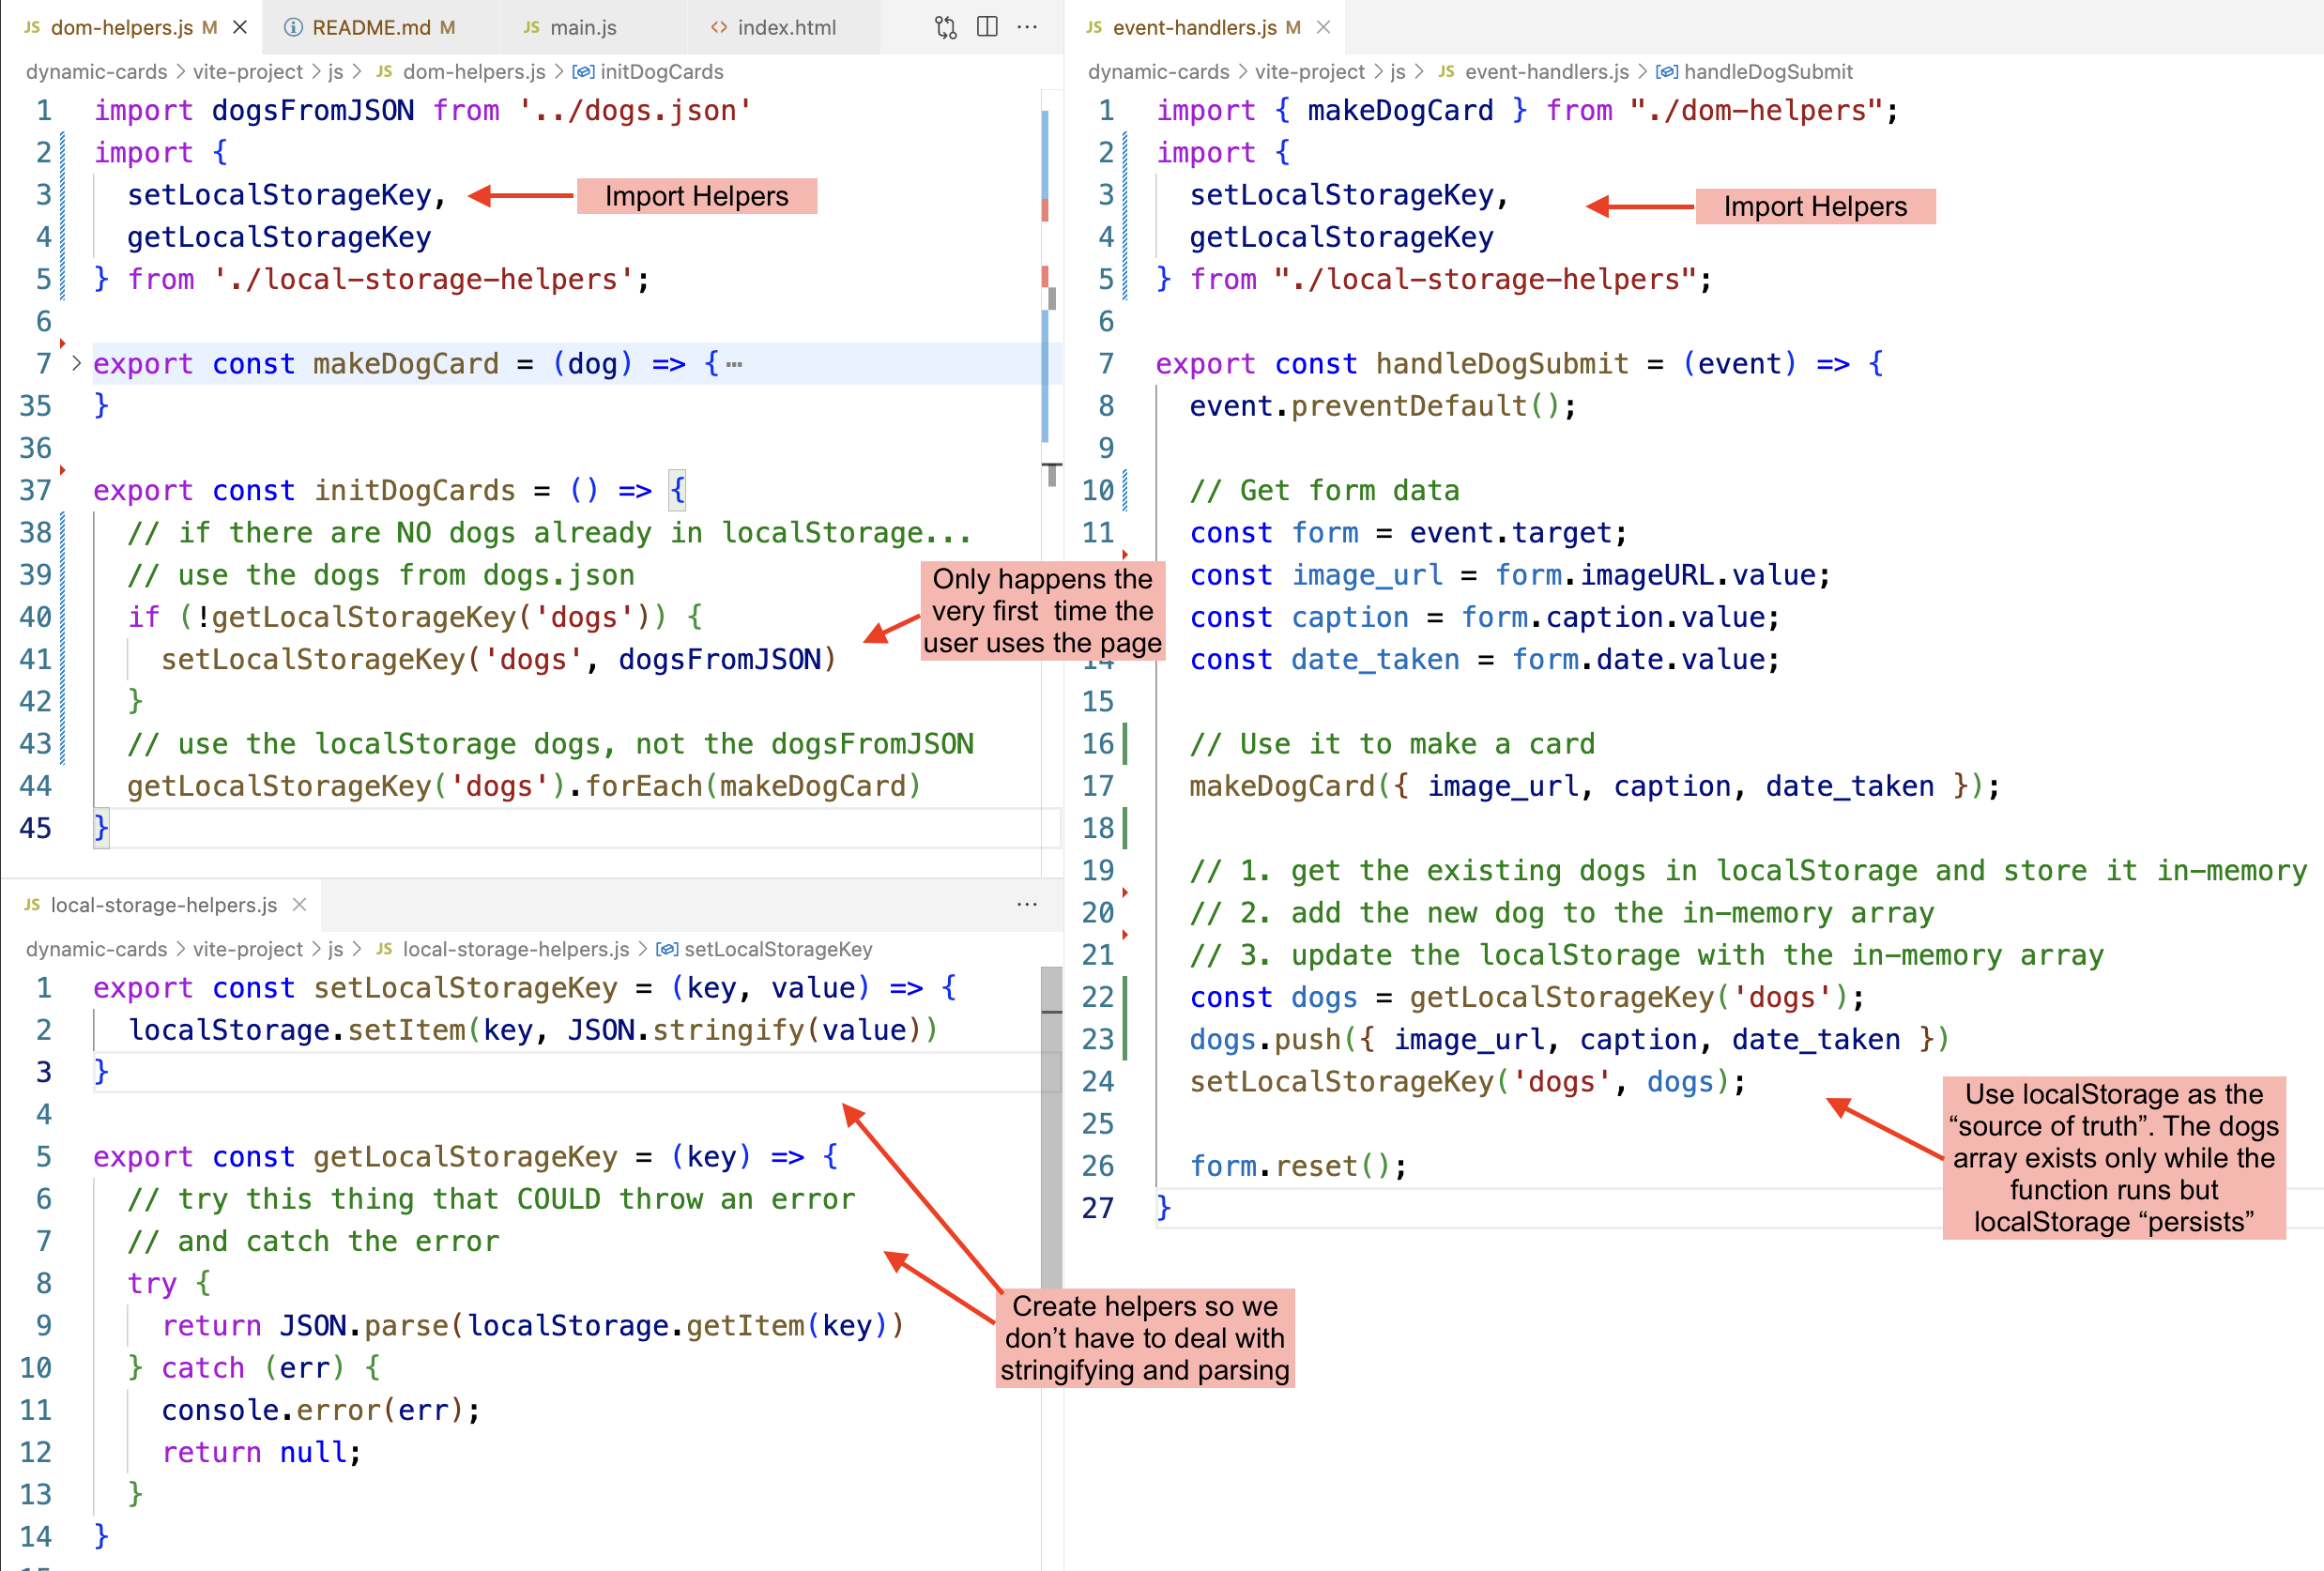 JS dom-helpers.js M
README.md M
JS main.js
<> index.html
dynamic-cards > vite-project > js > JS dom-helpers.js > initDogCards
1 import dogsFromJSON from '../dogs.json'
2 import {
3 setLocalStorageKey,
4 getLocalStorageKey
5 } from './local-storage-helpers';
6
7 export const makeDogCard = (dog) => {⋯
35 }
36
37 export const initDogCards = () => {
38 // if there are NO dogs already in localStorage...
39 // use the dogs from dogs.json
40 if (!getLocalStorageKey('dogs')) {
41 setLocalStorageKey('dogs', dogsFromJSON)
42 }
43 // use the localStorage dogs, not the dogsFromJSON
44 getLocalStorageKey('dogs').forEach(makeDogCard)
45 }
Import Helpers
Only happens the
very first time the
user uses the page
JS local-storage-helpers.js
dynamic-cards > vite-project > js > JS local-storage-helpers.js > setLocalStorageKey
1 export const setLocalStorageKey = (key, value) => {
2 localStorage.setItem(key, JSON.stringify(value))
3 }
4
5 export const getLocalStorageKey = (key) => {
6 // try this thing that COULD throw an error
7 // and catch the error
8 try {
9 return JSON.parse(localStorage.getItem(key))
10 } catch (err) {
11 console.error(err);
12 return null;
13 }
14 }
Create helpers so we
don't have to deal with
stringifying and parsing
JS event-handlers.js M
dynamic-cards > vite-project > js > JS event-handlers.js > handleDogSubmit
1 import { makeDogCard } from "./dom-helpers";
2 import {
3 setLocalStorageKey,
4 getLocalStorageKey
5 } from "./local-storage-helpers";
6
7 export const handleDogSubmit = (event) => {
8 event.preventDefault();
9
10 // Get form data
11 const form = event.target;
const image_url = form.imageURL.value;
const caption = form.caption.value;
14 const date_taken = form.date.value;
15
16 // Use it to make a card
17 makeDogCard({ image_url, caption, date_taken });
18
19 // 1. get the existing dogs in localStorage and store it in-memory
20 // 2. add the new dog to the in-memory array
21 // 3. update the localStorage with the in-memory array
22 const dogs = getLocalStorageKey('dogs');
23 dogs.push({ image_url, caption, date_taken })
24 setLocalStorageKey('dogs', dogs);
25
26 form.reset();
27 }
Import Helpers
Use localStorage as the
“source of truth”. The dogs
array exists only while the
function runs but
localStorage “persists”